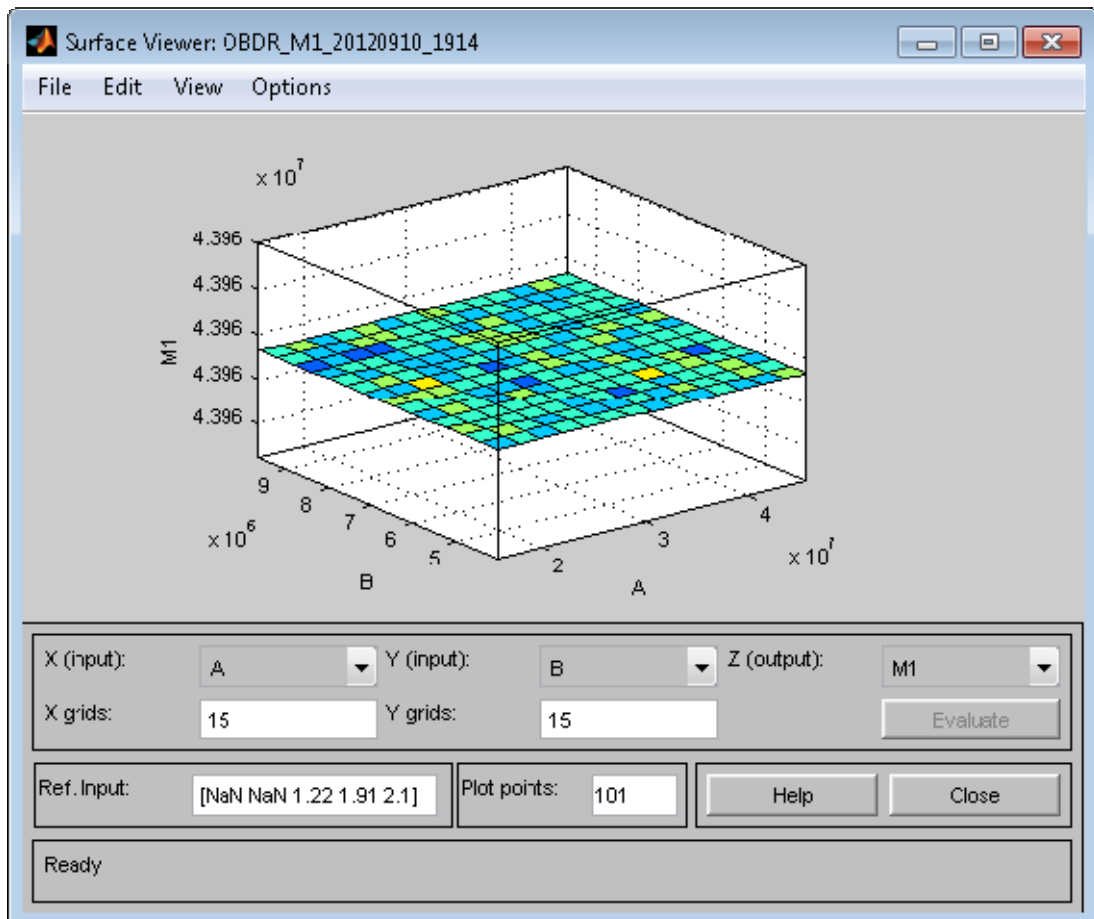 Surface Viewer: OBDR_M1_20120910_1914
File Edit View Options
x 10^7
4.396
4.396
4.396
4.396
4.396
M1
9
8
7
6
5
x 10^6
B
2
3
4
x 10^7
A
X (input): A Y (input): B Z (output): M1
X grids: 15 Y grids: 15 Evaluate
Ref. Input: [NaN NaN 1.22 1.91 2.1] Plot points: 101 Help Close
Ready